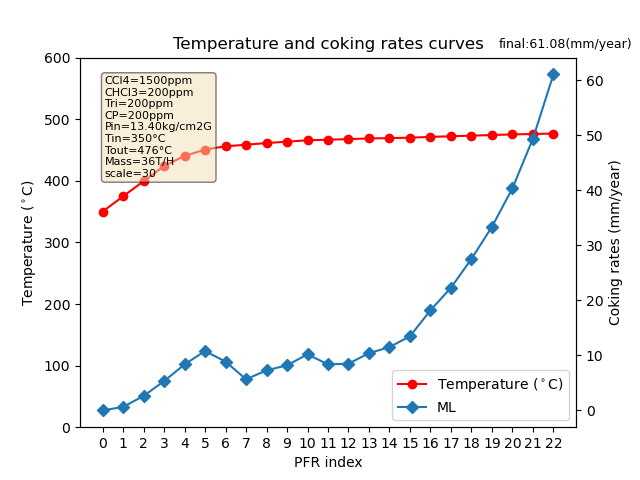 Temperature and coking rates curves
final:61.08(mm/year)
CCl4=1500ppm
CHCl3=200ppm
Tri=200ppm
CP=200ppm
Pin=13.40kg/cm2G
Tin=350°C
Tout=476°C
Mass=36T/H
scale=30
600
500
400
300
200
100
0
Temperature (°C)
60
50
40
30
20
10
0
Coking rates (mm/year)
Temperature (°C)
ML
0 1 2 3 4 5 6 7 8 9 10 11 12 13 14 15 16 17 18 19 20 21 22
PFR index